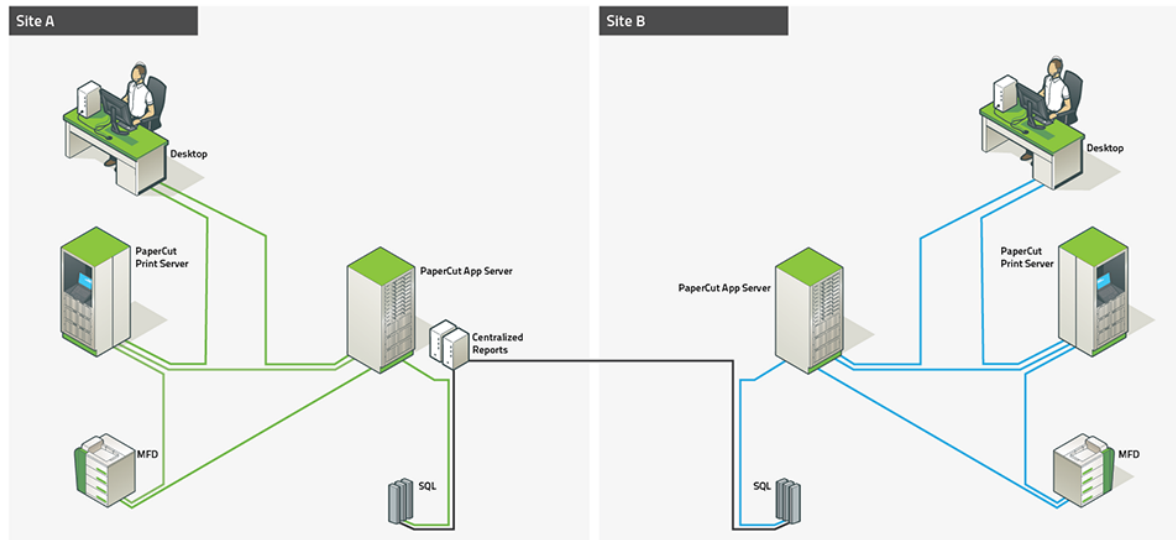 Site A
Site B
Desktop
Desktop
PaperCut
Print Server
PaperCut App Server
PaperCut App Server
PaperCut
Print Server
Centralized
Reports
MFD
SQL
SQL
MFD